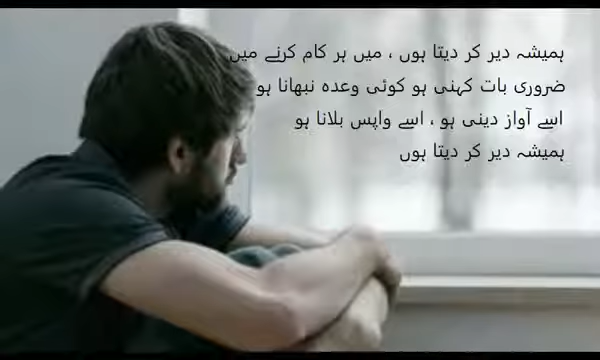 ہمیشہ دیر کر دیتا ہوں ، میں ہر کام کرنے میں
ضروری بات کہنی ہو کوئی وعدہ نبھانا ہو
اسے آواز دینی ہو ، اسے واپس بلانا ہو
ہمیشہ دیر کر دیتا ہوں